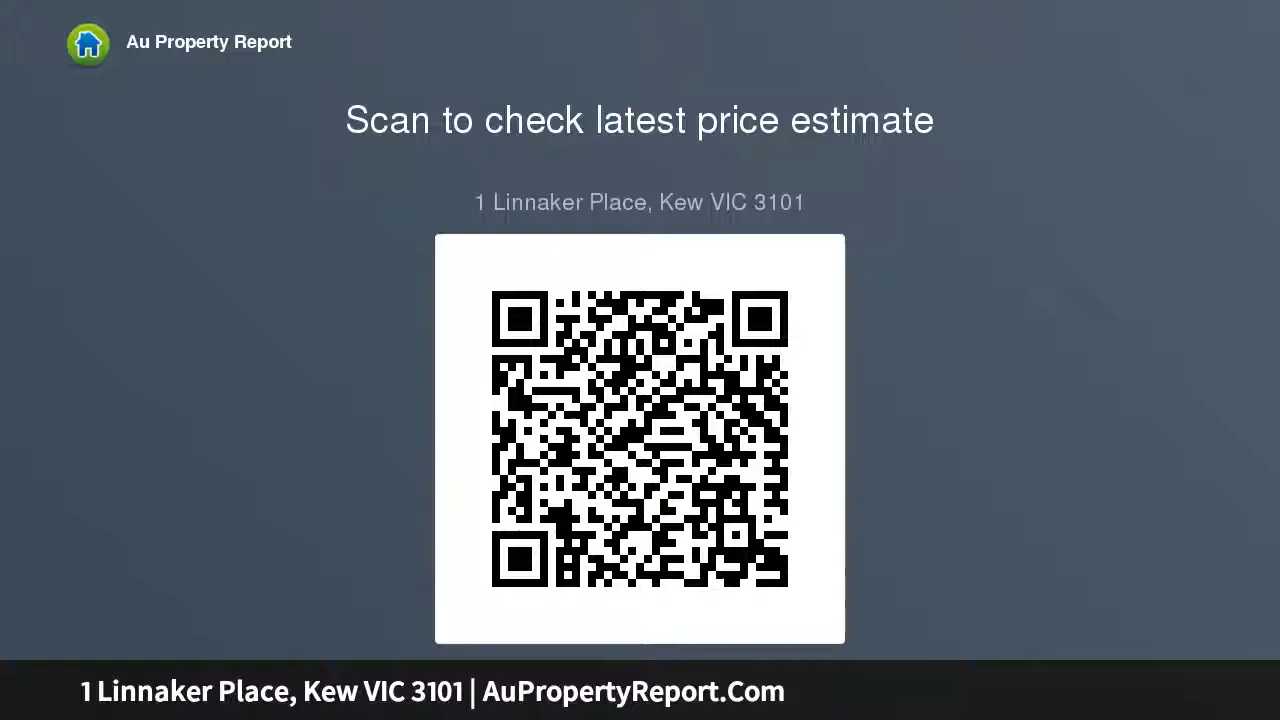 Au Property Report
Scan to check latest price estimate
1 Linnaker Place, Kew VIC 3101
1 Linnaker Place, Kew VIC 3101 | AuPropertyReport.Com